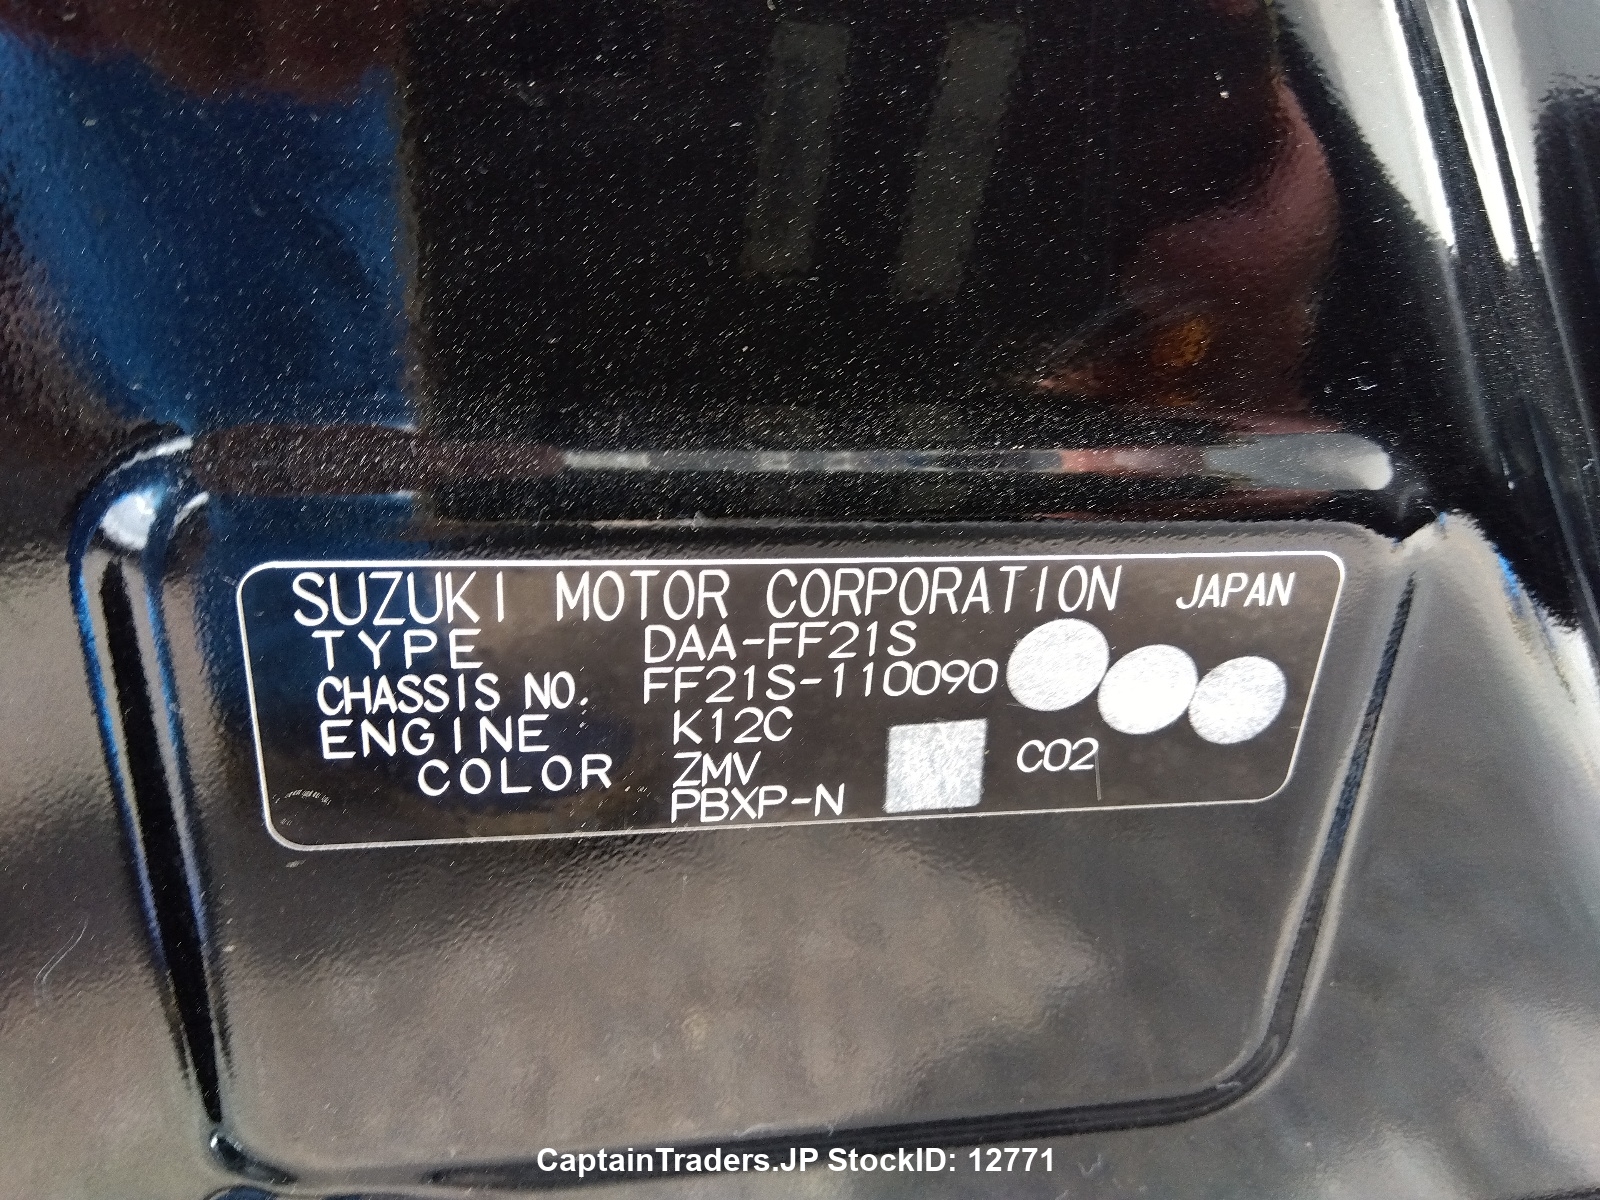 SUZUKI MOTOR CORPORATION JAPAN
TYPE DAA-FF21S
CHASSIS NO. FF21S-110090
ENGINE K12C
COLOR ZMV CO2
PBXP-N
CaptainTraders.JP StockID: 12771